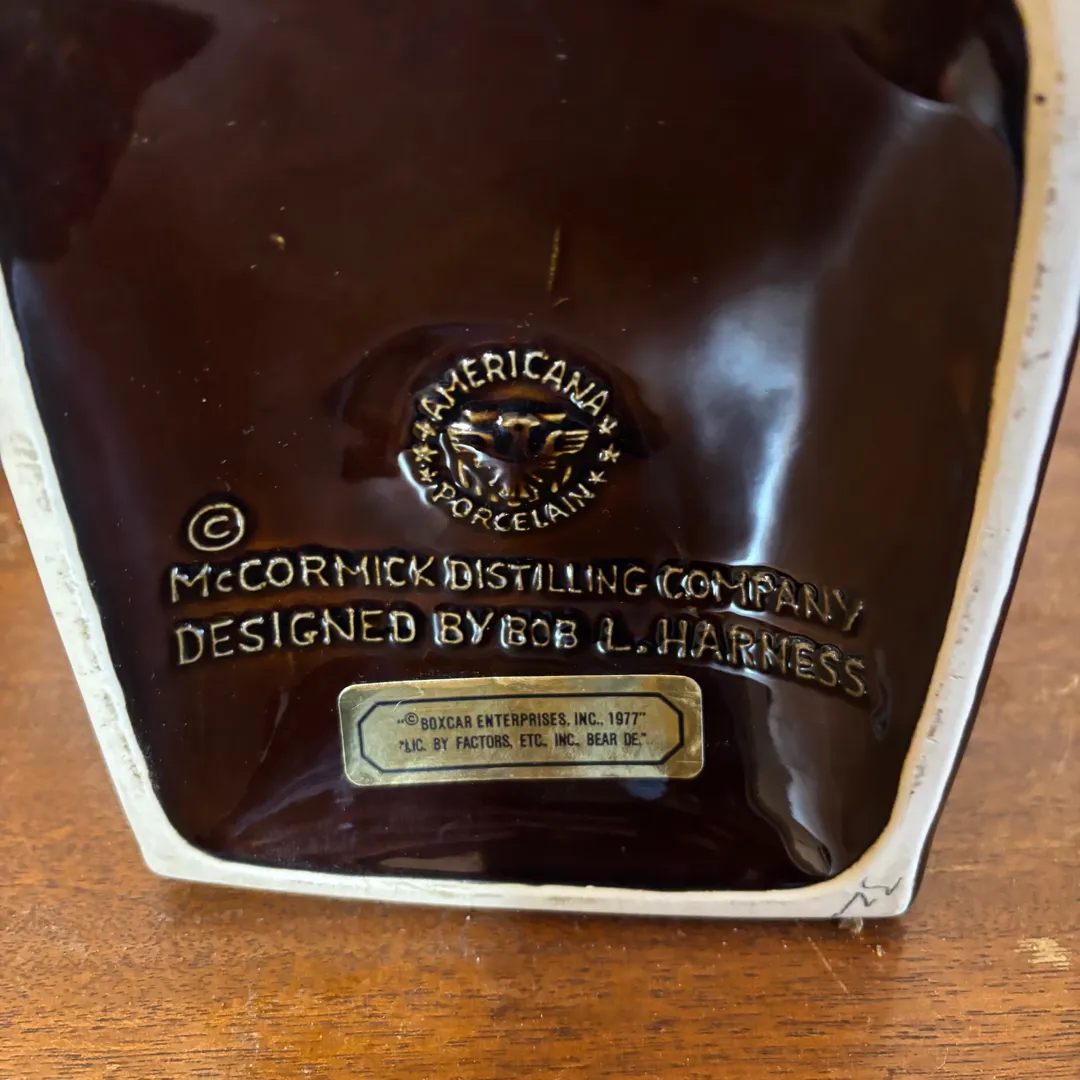 AMERICANA
PORCELAIN
©
McCORMICK DISTILLING COMPANY
DESIGNED BY BOB L. HARNESS
"© BOXCAR ENTERPRISES, INC., 1977"
"LIC. BY FACTORS, ETC., INC., BEAR DE."